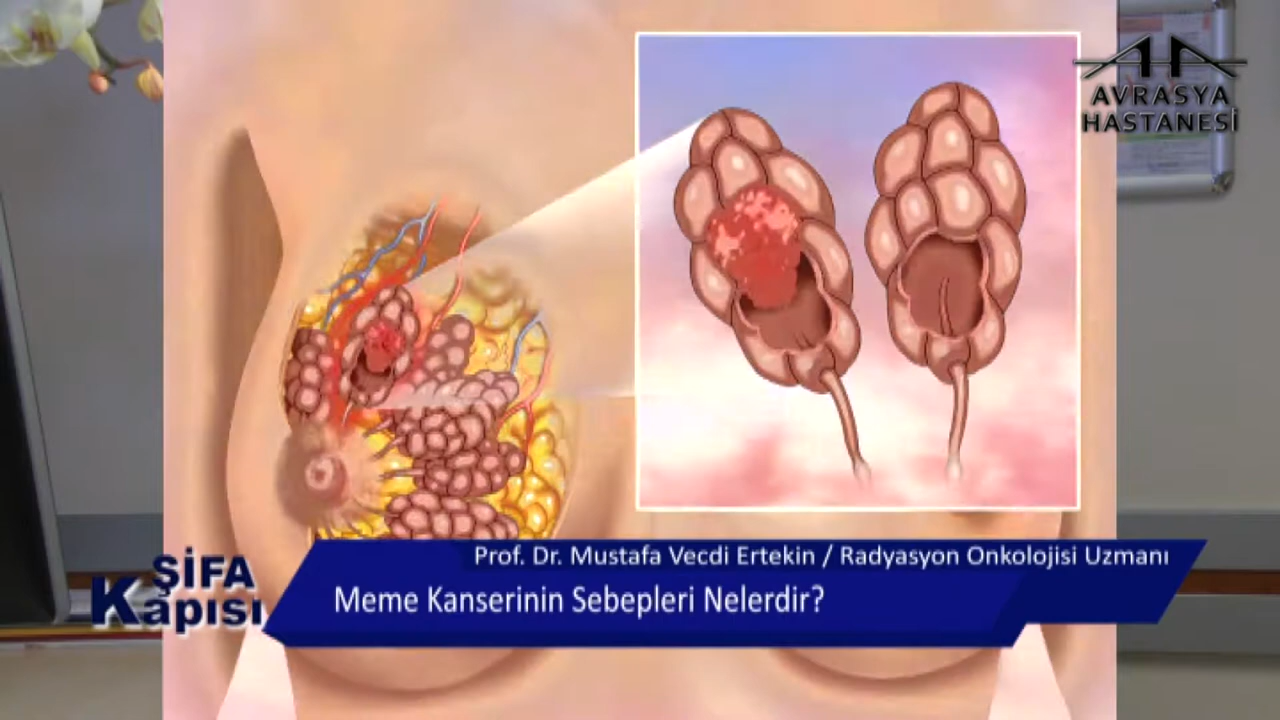 AVRASYA
HASTANESİ
Prof. Dr. Mustafa Vecdi Ertekin / Radyasyon Onkolojisi Uzmanı
ŞİFA
Kapısı
Meme Kanserinin Sebepleri Nelerdir?